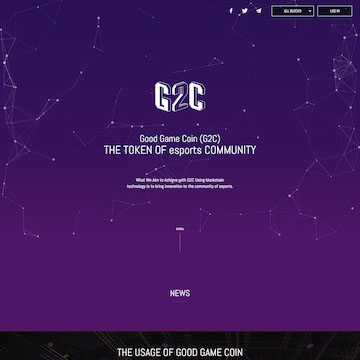 ALL BLOCKS
LOG IN
G2C
Good Game Coin (G2C)
THE TOKEN OF esports COMMUNITY
What We Aim to Achieve with G2C Using blockchain
technology is to bring innovation to the community of esports.
SCROLL
NEWS
THE USAGE OF GOOD GAME COIN